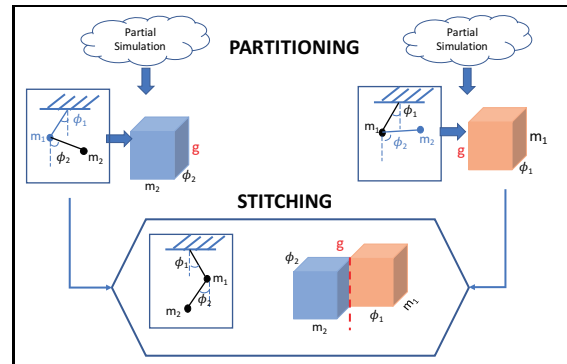 Partial
Simulation
PARTITIONING
Partial
Simulation
ϕ1
m1
ϕ2
m2
g
ϕ2
m2
ϕ1
m1
ϕ2
m2
g
m1
ϕ1
STITCHING
ϕ1
m1
ϕ2
m2
g
ϕ2
m2
ϕ1
m1